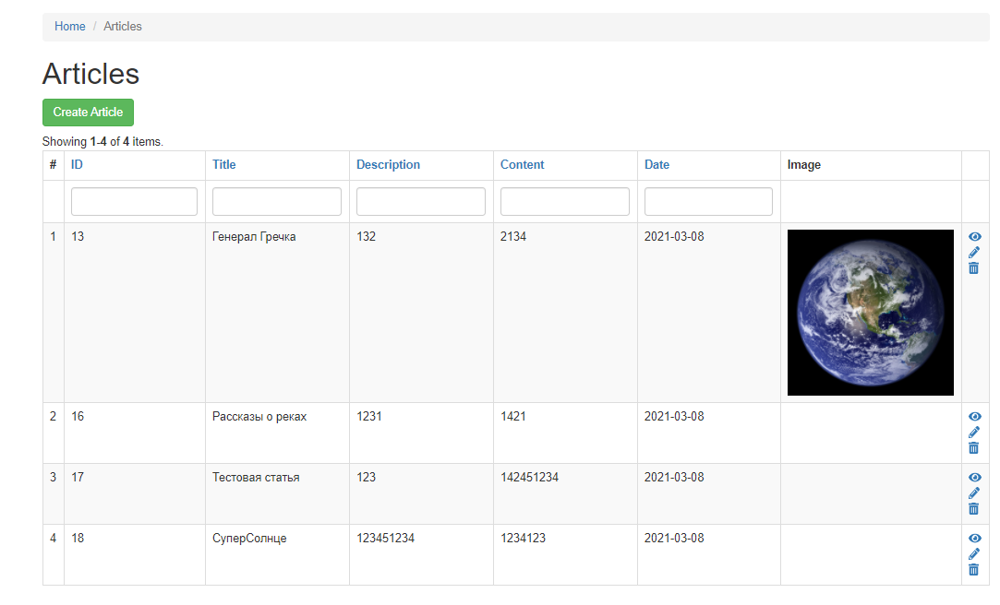 Home / Articles
Articles
Create Article
Showing 1-4 of 4 items.
# ID Title Description Content Date Image
1 13 Генерал Гречка 132 2134 2021-03-08
2 16 Рассказы о реках 1231 1421 2021-03-08
3 17 Тестовая статья 123 142451234 2021-03-08
4 18 СуперСолнце 123451234 1234123 2021-03-08